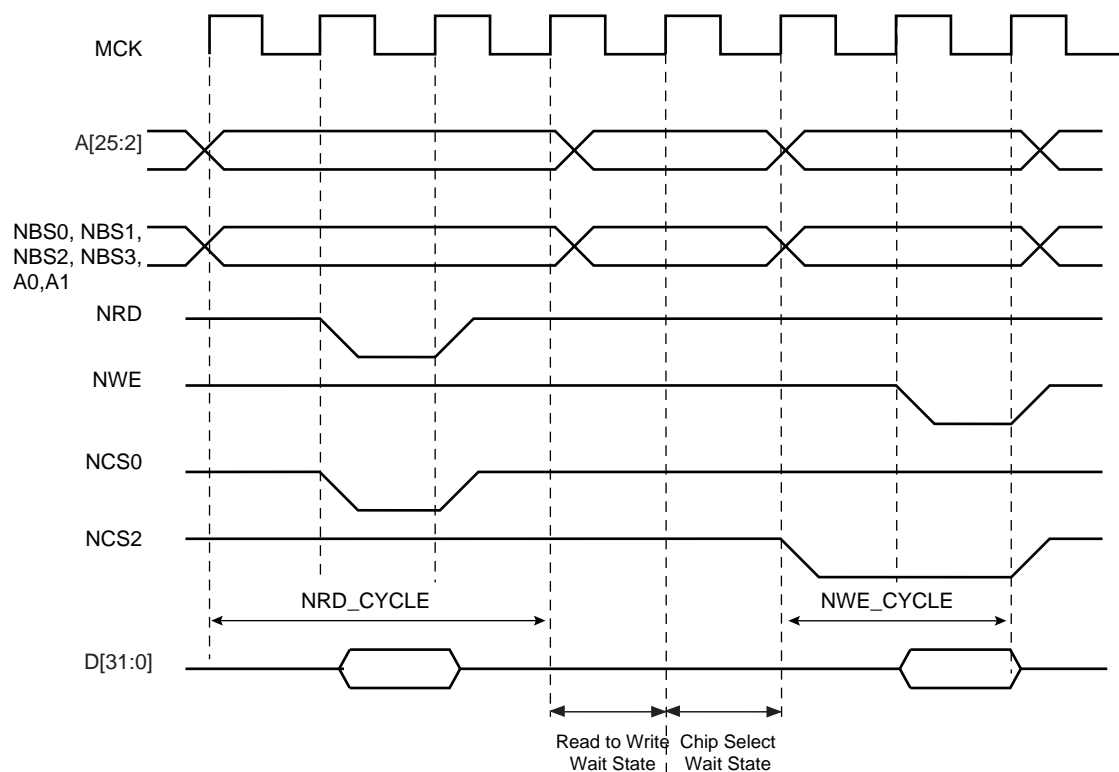 MCK
A[25:2]
NBS0, NBS1,
NBS2, NBS3,
A0,A1
NRD
NWE
NCS0
NCS2
NRD_CYCLE
NWE_CYCLE
D[31:0]
Read to Write
Wait State
Chip Select
Wait State